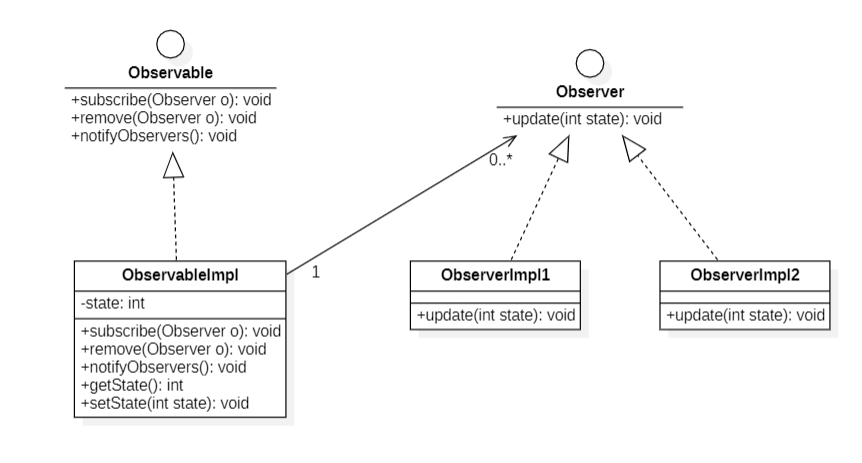 Observable
+subscribe(Observer o): void
+remove(Observer o): void
+notifyObservers(): void
Observer
+update(int state): void
0..*
1
ObservableImpl
-state: int
+subscribe(Observer o): void
+remove(Observer o): void
+notifyObservers(): void
+getState(): int
+setState(int state): void
ObserverImpl1
+update(int state): void
ObserverImpl2
+update(int state): void